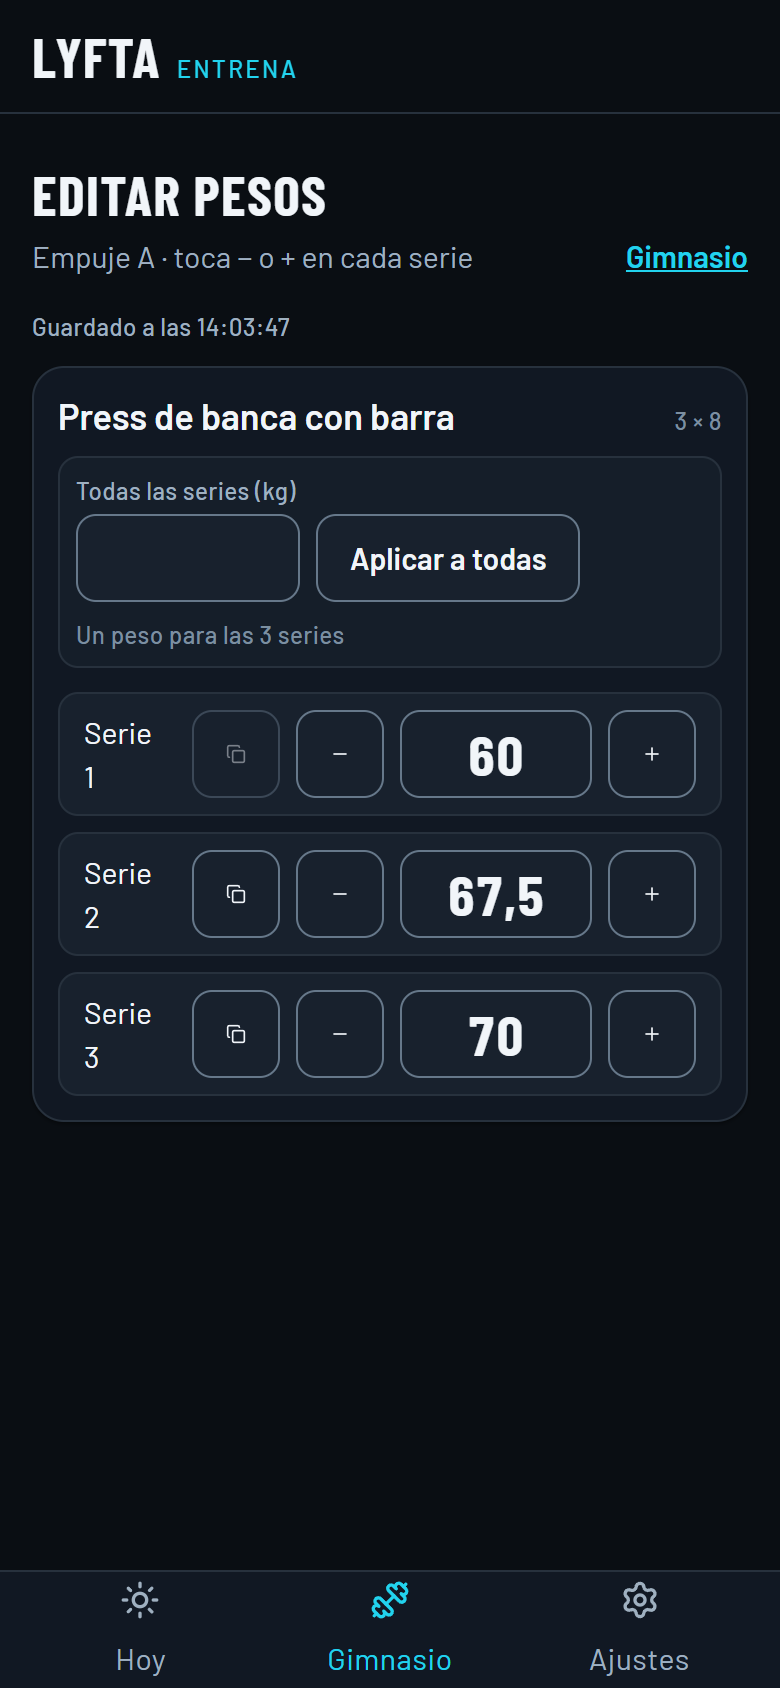 LYFTA ENTRENA
EDITAR PESOS
Empuje A · toca − o + en cada serie Gimnasio
Guardado a las 14:03:47
Press de banca con barra 3 × 8
Todas las series (kg)
Aplicar a todas
Un peso para las 3 series
Serie 1 − 60 +
Serie 2 − 67,5 +
Serie 3 − 70 +
Hoy Gimnasio Ajustes